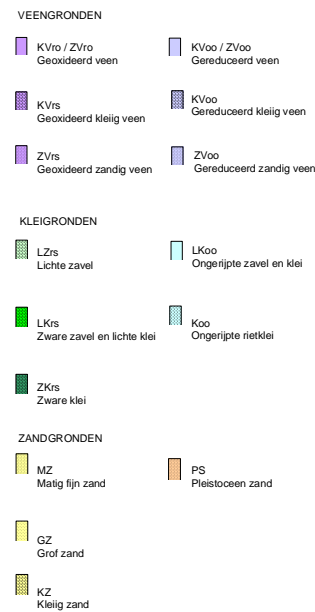 VEENGRONDEN
KVro / ZVro
Geoxideerd veen
KVoo / ZVoo
Gereduceerd veen
KVrs
Geoxideerd kleiig veen
KVoo
Gereduceerd kleiig veen
ZVrs
Geoxideerd zandig veen
ZVoo
Gereduceerd zandig veen
KLEIGRONDEN
LZrs
Lichte zavel
LKoo
Ongerijpte zavel en klei
LKrs
Zware zavel en lichte klei
Koo
Ongerijpte rietklei
ZKrs
Zware klei
ZANDGRONDEN
MZ
Matig fijn zand
PS
Pleistoceen zand
GZ
Grof zand
KZ
Kleiig zand